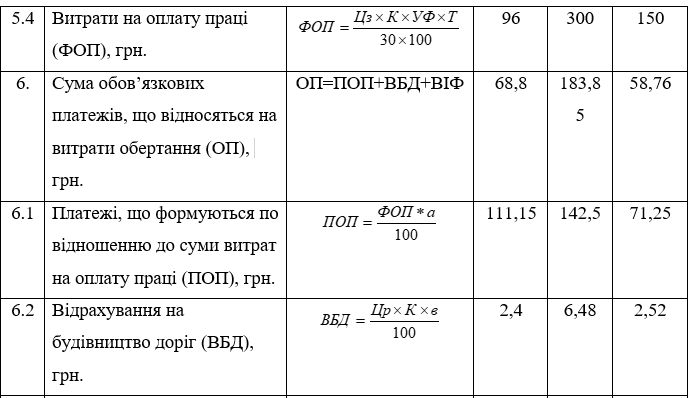 5.4 Витрати на оплату праці (ФОП), грн. ФОП = Цз×К×УФ×Т / 30×100 96 300 150
6. Сума обов’язкових платежів, що відносяться на витрати обертання (ОП), грн. ОП=ПОП+ВБД+ВІФ 68,8 183,85 58,76
6.1 Платежі, що формуються по відношенню до суми витрат на оплату праці (ПОП), грн. ПОП = ФОП * а / 100 111,15 142,5 71,25
6.2 Відрахування на будівництво доріг (ВБД), грн. ВБД = Цр×К×в / 100 2,4 6,48 2,52